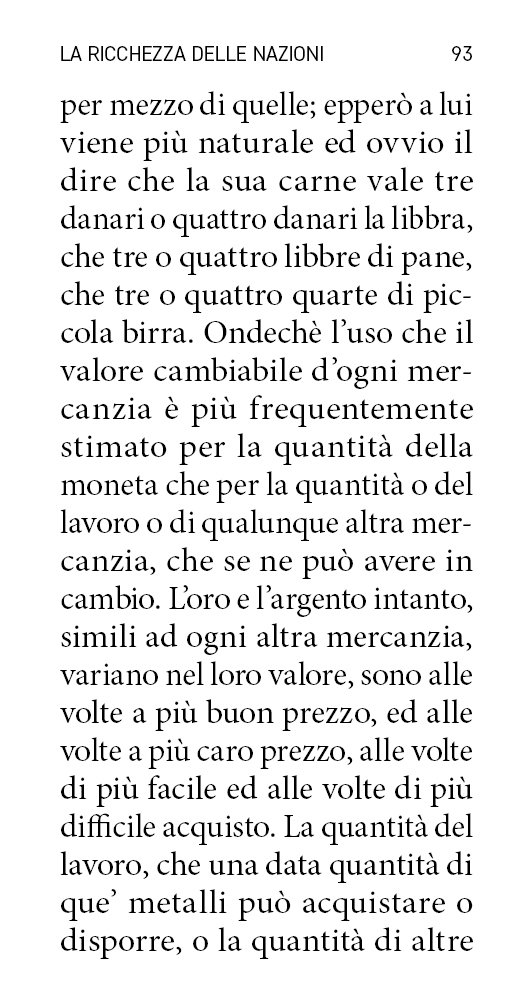 LA RICCHEZZA DELLE NAZIONI 93
per mezzo di quelle; epperò a lui
viene più naturale ed ovvio il
dire che la sua carne vale tre
danari o quattro danari la libbra,
che tre o quattro libbre di pane,
che tre o quattro quarte di pic-
cola birra. Ondechè l’uso che il
valore cambiabile d’ogni mer-
canzia è più frequentemente
stimato per la quantità della
moneta che per la quantità o del
lavoro o di qualunque altra mer-
canzia, che se ne può avere in
cambio. L’oro e l’argento intanto,
simili ad ogni altra mercanzia,
variano nel loro valore, sono alle
volte a più buon prezzo, ed alle
volte a più caro prezzo, alle volte
di più facile ed alle volte di più
difficile acquisto. La quantità del
lavoro, che una data quantità di
que’ metalli può acquistare o
disporre, o la quantità di altre